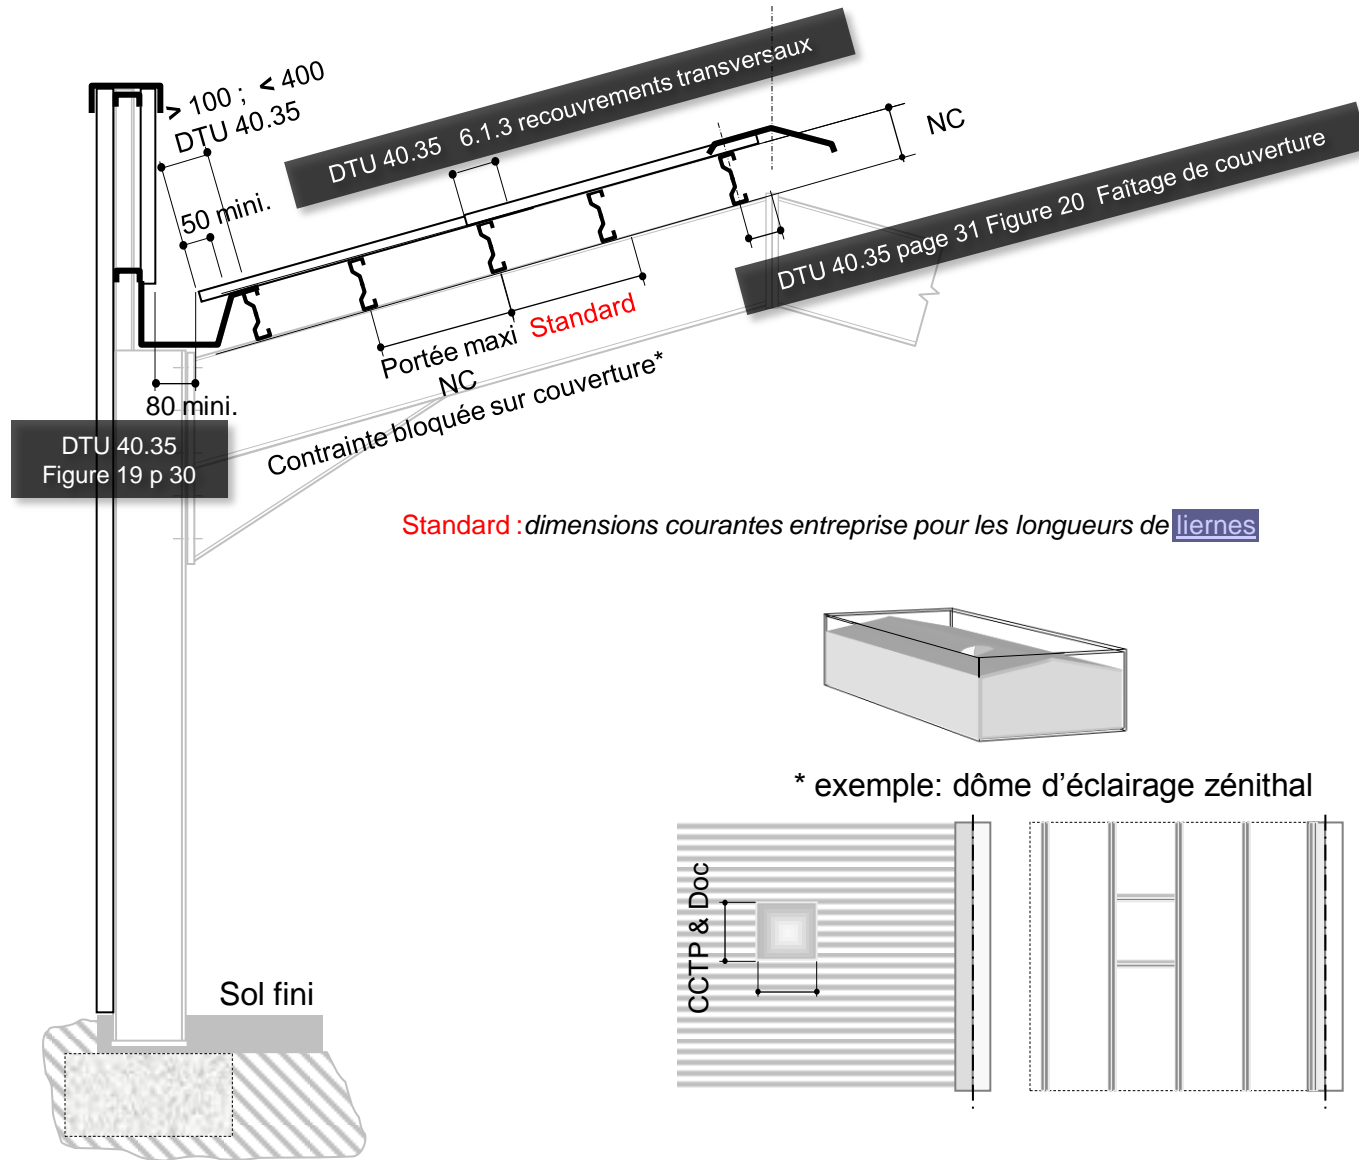 > 100 ; < 400
DTU 40.35
50 mini.
DTU 40.35 6.1.3 recouvrements transversaux
NC
DTU 40.35 page 31 Figure 20 Faîtage de couverture
Portée maxi
Standard
NC
Contrainte bloquée sur couverture*
80 mini.
DTU 40.35
Figure 19 p 30
Standard : dimensions courantes entreprise pour les longueurs de liernes
* exemple: dôme d’éclairage zénithal
CCTP & Doc
Sol fini